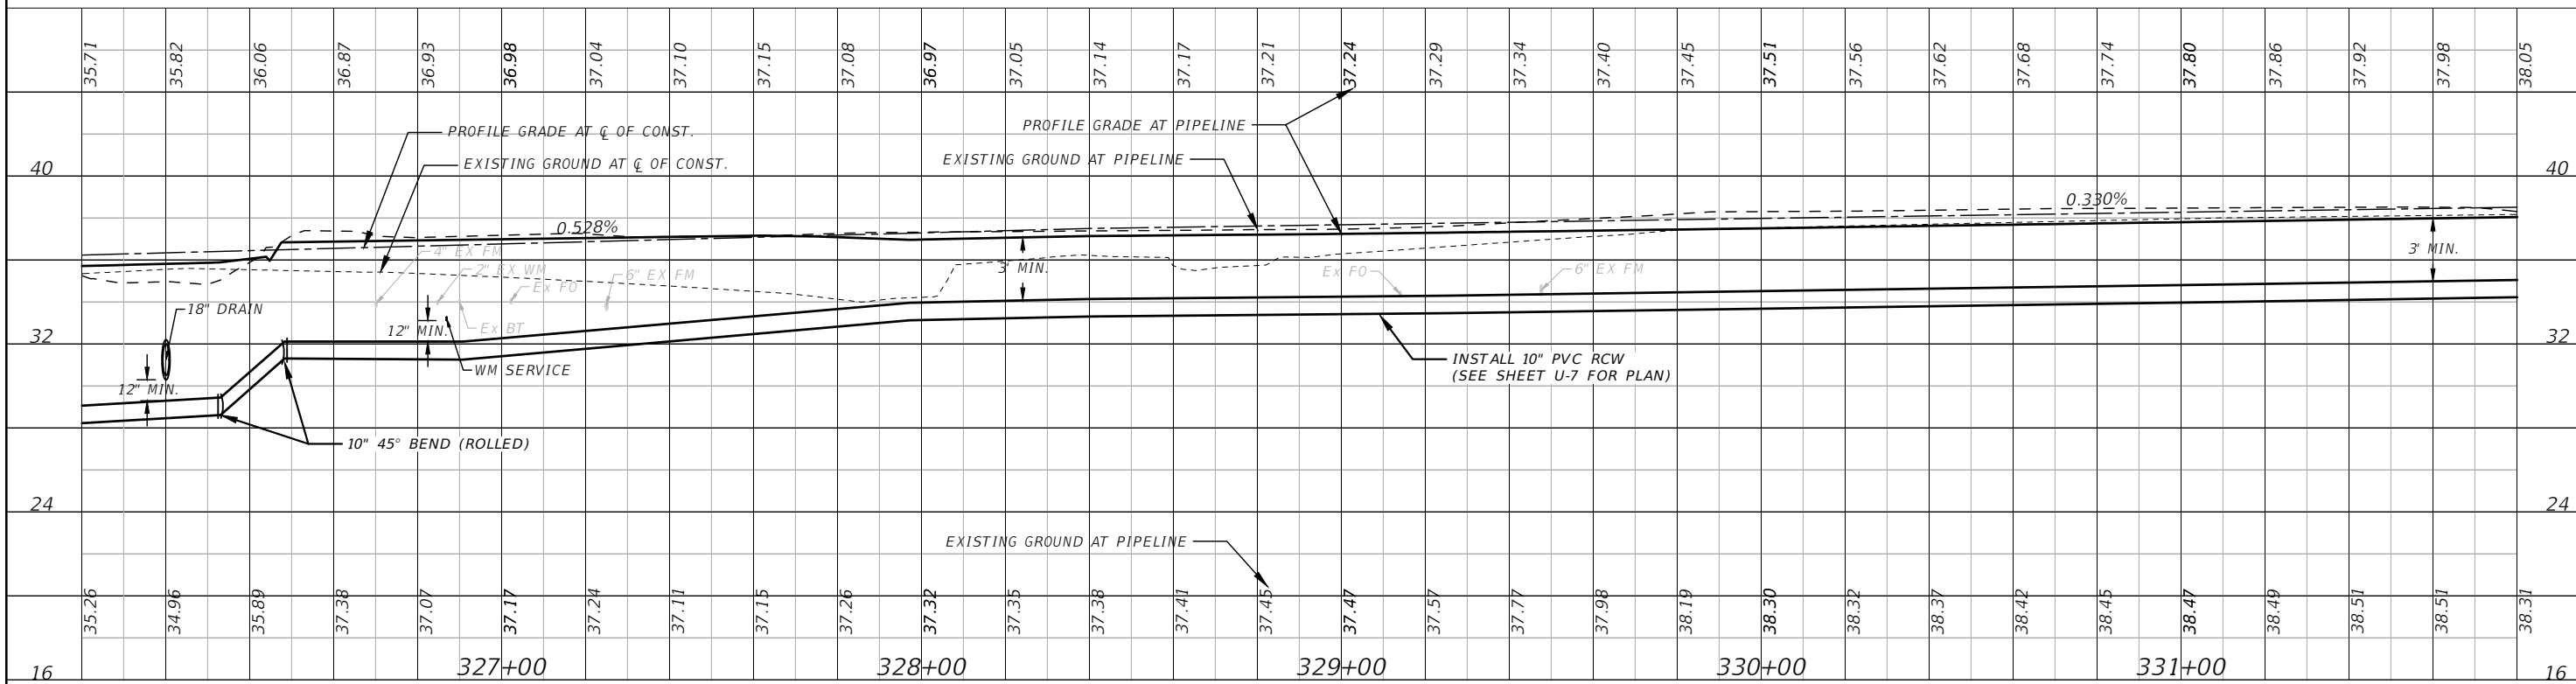 35.71 35.82 36.06 36.87 36.93 36.98 37.04 37.10 37.15 37.08 36.97 37.05 37.14 37.17 37.21 37.24 37.29 37.34 37.40 37.45 37.51 37.56 37.62 37.68 37.74 37.80 37.86 37.92 37.98 38.05
PROFILE GRADE AT ℄ OF CONST.
PROFILE GRADE AT PIPELINE
EXISTING GROUND AT ℄ OF CONST.
EXISTING GROUND AT PIPELINE
40 40
0.528%
0.330%
4" EX FM
2" EX WM
6" EX FM
Ex FO
3' MIN.
Ex FO
6" EX FM
3' MIN.
18" DRAIN
12" MIN.
Ex BT
32 32
WM SERVICE
12" MIN.
INSTALL 10" PVC RCW
(SEE SHEET U-7 FOR PLAN)
10" 45° BEND (ROLLED)
24 24
EXISTING GROUND AT PIPELINE
35.26 34.96 35.89 37.38 37.07 37.17 37.24 37.11 37.15 37.26 37.32 37.35 37.38 37.41 37.45 37.47 37.57 37.77 37.98 38.19 38.30 38.32 38.37 38.42 38.45 38.47 38.49 38.51 38.51 38.31
16 327+00 328+00 329+00 330+00 331+00 16